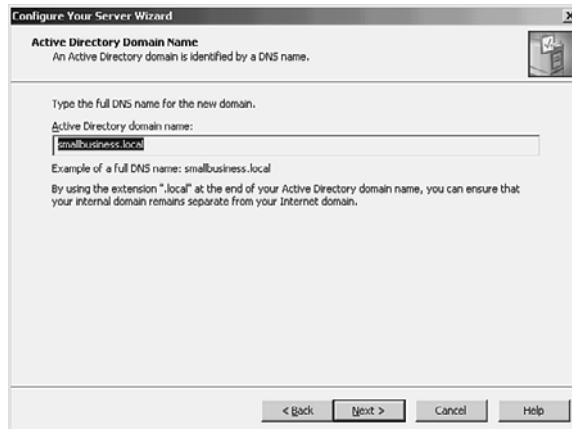 Configure Your Server Wizard
Active Directory Domain Name
An Active Directory domain is identified by a DNS name.
Type the full DNS name for the new domain.
Active Directory domain name:
smallbusiness.local
Example of a full DNS name: smallbusiness.local
By using the extension ".local" at the end of your Active Directory domain name, you can ensure that
your internal domain remains separate from your Internet domain.
< Back Next > Cancel Help